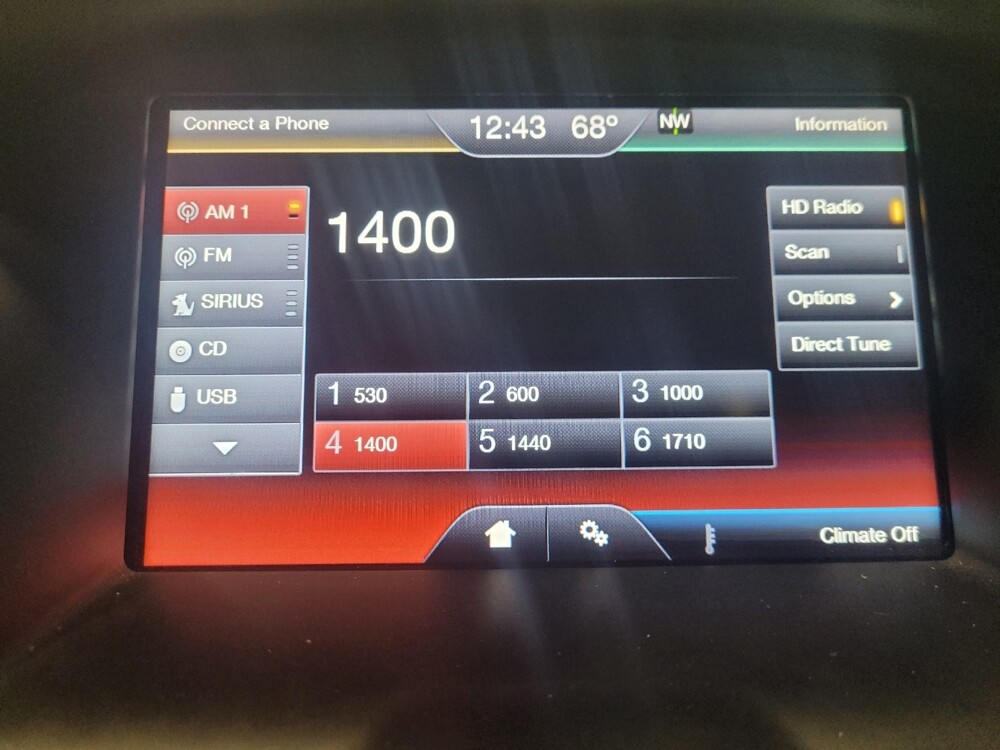 Connect a Phone
12:43 68°
NW
Information
AM 1
FM
SIRIUS
CD
USB
1400
HD Radio
Scan
Options
Direct Tune
1 530
2 600
3 1000
4 1400
5 1440
6 1710
Climate Off